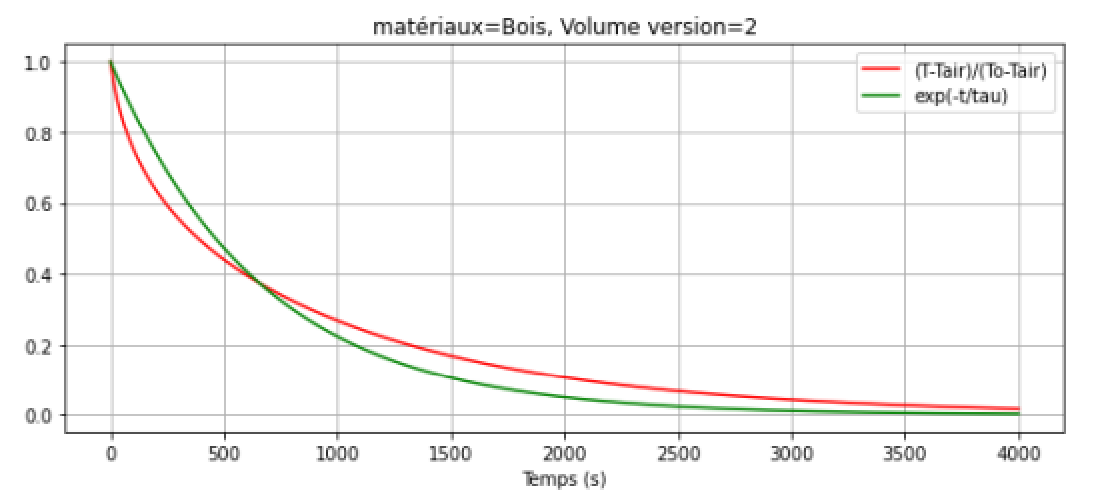 matériaux=Bois, Volume version=2
1.0
0.8
0.6
0.4
0.2
0.0
(T-Tair)/(To-Tair)
exp(-t/tau)
0 500 1000 1500 2000 2500 3000 3500 4000
Temps (s)